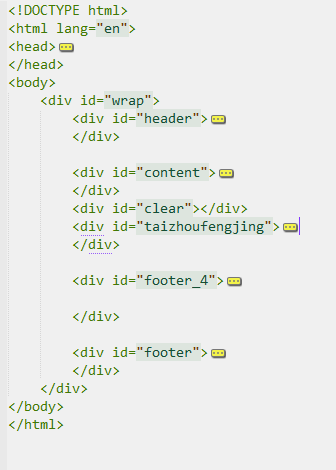 <!DOCTYPE html>
<html lang="en">
<head>
</head>
<body>
<div id="wrap">
<div id="header">
</div>
<div id="content">
</div>
<div id="clear"></div>
<div id="taizhoufengjing">
</div>
<div id="footer_4">
</div>
<div id="footer">
</div>
</div>
</body>
</html>